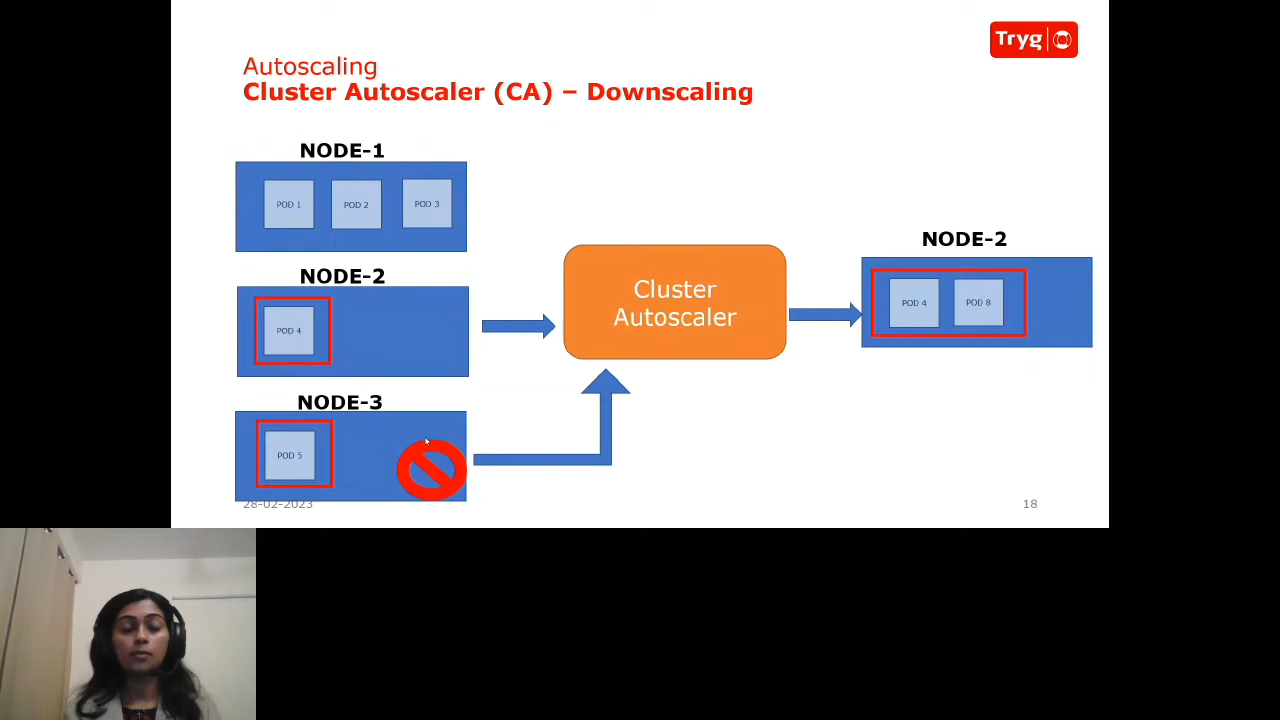 Tryg
Autoscaling
Cluster Autoscaler (CA) – Downscaling
NODE-1
POD 1
POD 2
POD 3
NODE-2
POD 4
NODE-3
POD 5
Cluster
Autoscaler
NODE-2
POD 4
POD 8
28-02-2023
18